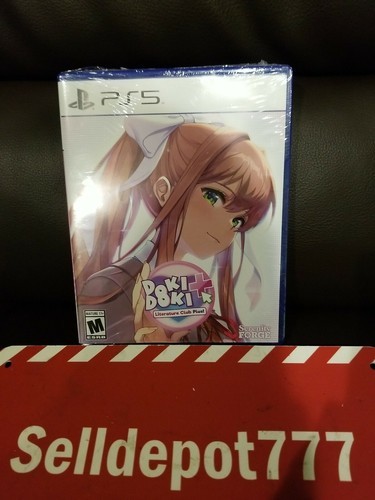 PS5
DOKI
DOKI
Literature Club Plus!
MATURE 17+
M
ESRB
Serenity
FORGE
Selldepot777